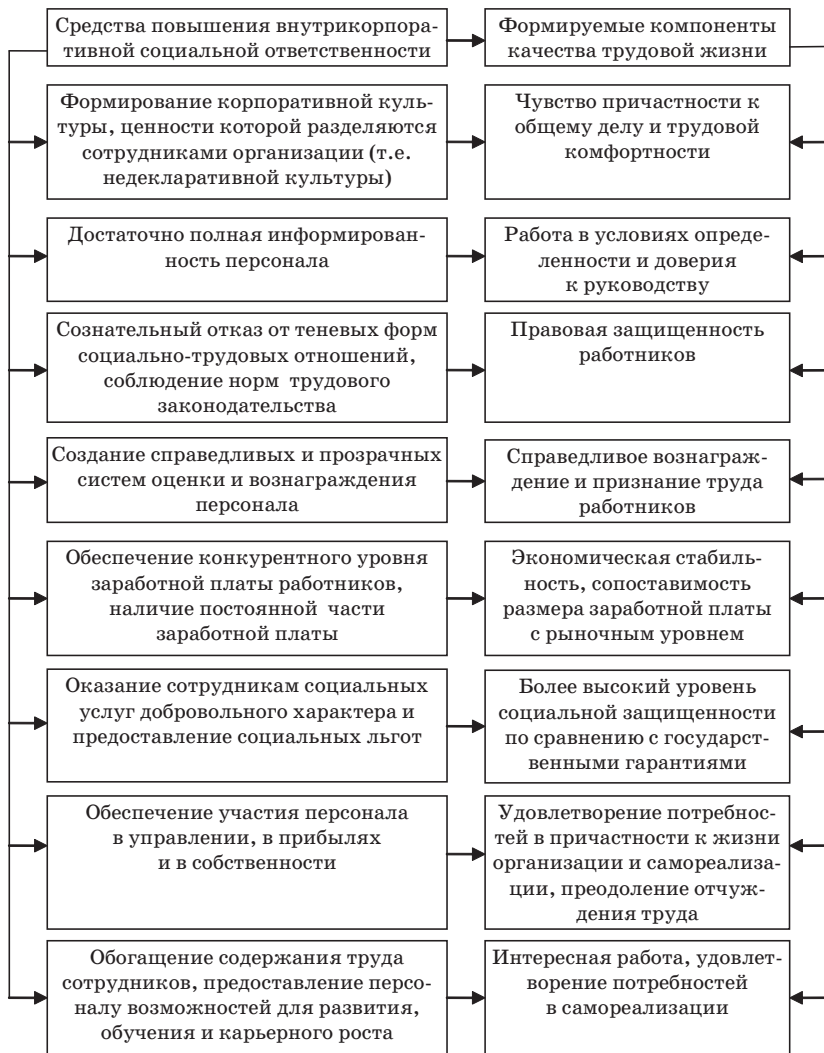 Средства повышения внутрикорпора-
тивной социальной ответственности
Формируемые компоненты
качества трудовой жизни
Формирование корпоративной куль-
туры, ценности которой разделяются
сотрудниками организации (т.е.
недекларативной культуры)
Чувство причастности к
общему делу и трудовой
комфортности
Достаточно полная информирован-
ность персонала
Работа в условиях опреде-
ленности и доверия
к руководству
Сознательный отказ от теневых форм
социально-трудовых отношений,
соблюдение норм трудового
законодательства
Правовая защищенность
работников
Создание справедливых и прозрачных
систем оценки и вознаграждения
персонала
Справедливое вознаграж-
дение и признание труда
работников
Обеспечение конкурентного уровня
заработной платы работников,
наличие постоянной части
заработной платы
Экономическая стабиль-
ность, сопоставимость
размера заработной платы
с рыночным уровнем
Оказание сотрудникам социальных
услуг добровольного характера и
предоставление социальных льгот
Более высокий уровень
социальной защищенности
по сравнению с государст-
венными гарантиями
Обеспечение участия персонала
в управлении, в прибылях
и в собственности
Удовлетворение потребнос-
тей в причастности к жизни
организации и самореализа-
ции, преодоление отчуж-
дения труда
Обогащение содержания труда
сотрудников, предоставление персо-
налу возможностей для развития,
обучения и карьерного роста
Интересная работа, удовлет-
ворение потребностей
в самореализации